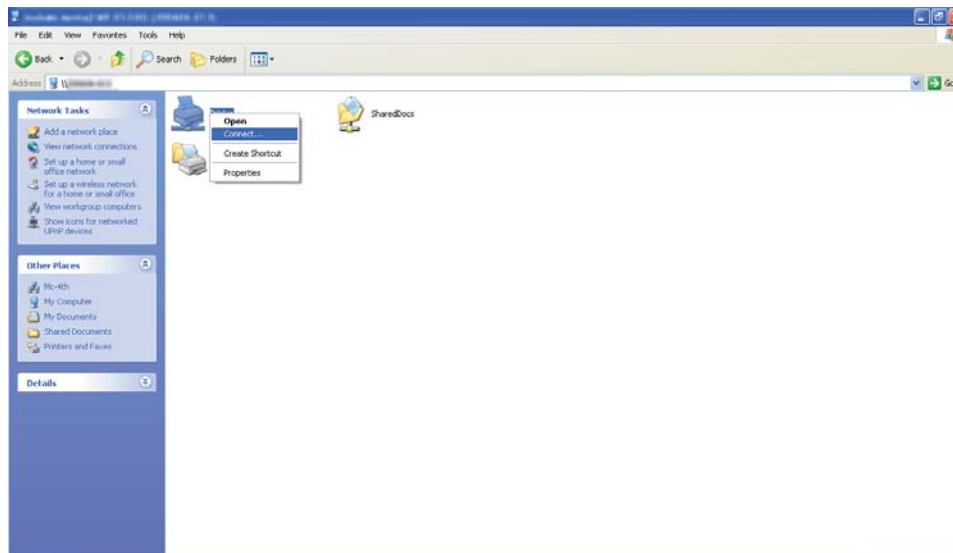 File Edit View Favorites Tools Help
Back Search Folders
Address \\
Go
Network Tasks
Add a network place
View network connections
Set up a home or small
office network
Set up a wireless network
for a home or small office
View workgroup computers
Show icons for networked
UPnP devices
Other Places
Mc-4th
My Computer
My Documents
Shared Documents
Printers and Faxes
Details
Open
Connect...
Create Shortcut
Properties
SharedDocs